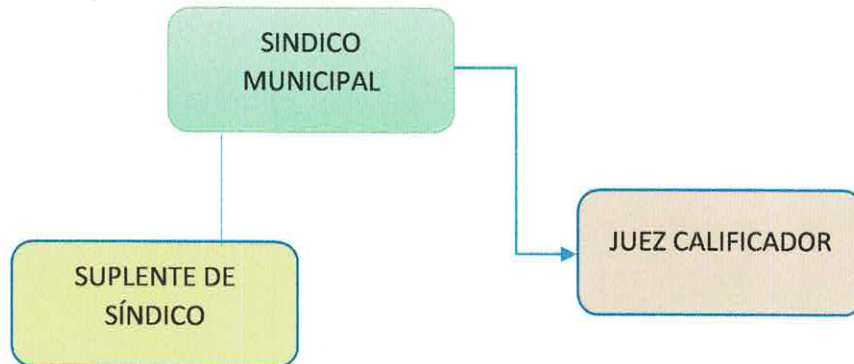 SINDICO
MUNICIPAL
JUEZ CALIFICADOR
SUPLENTE DE
SÍNDICO